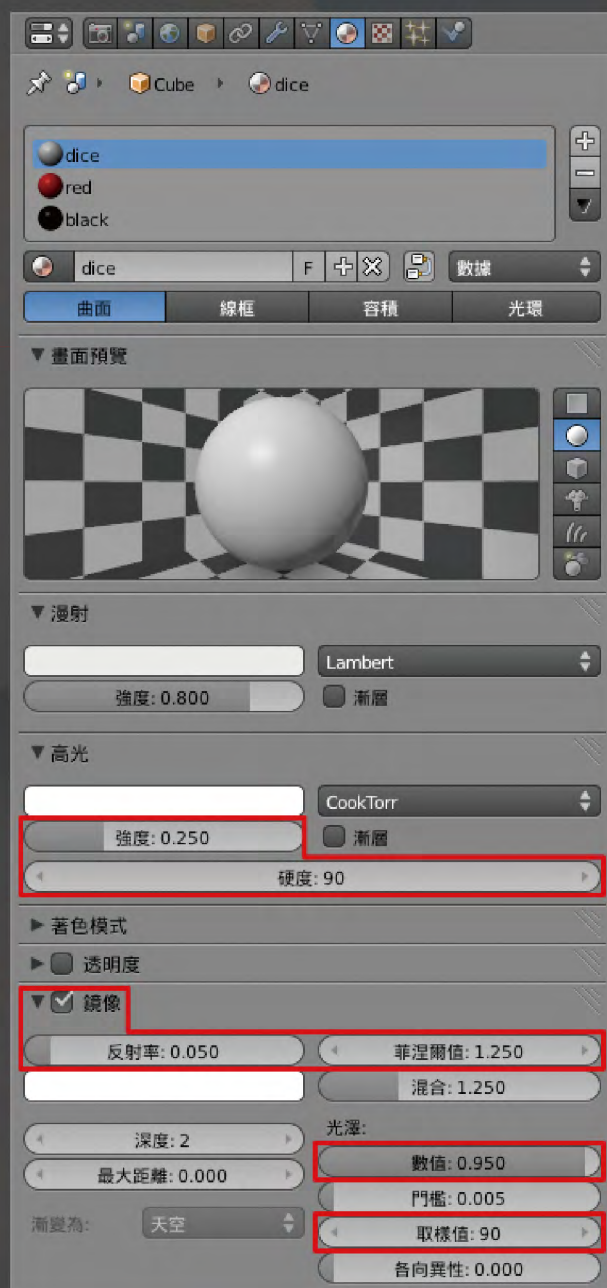 Cube dice
dice
red
black
dice F 數據
曲面 線框 容積 光環
畫面預覽
漫射
Lambert
強度: 0.800 漸層
高光
CookTorr
強度: 0.250 漸層
硬度: 90
著色模式
透明度
鏡像
反射率: 0.050 菲涅爾值: 1.250
混合: 1.250
光澤:
深度: 2
數值: 0.950
最大距離: 0.000
門檻: 0.005
漸變為: 天空
取樣值: 90
各向異性: 0.000